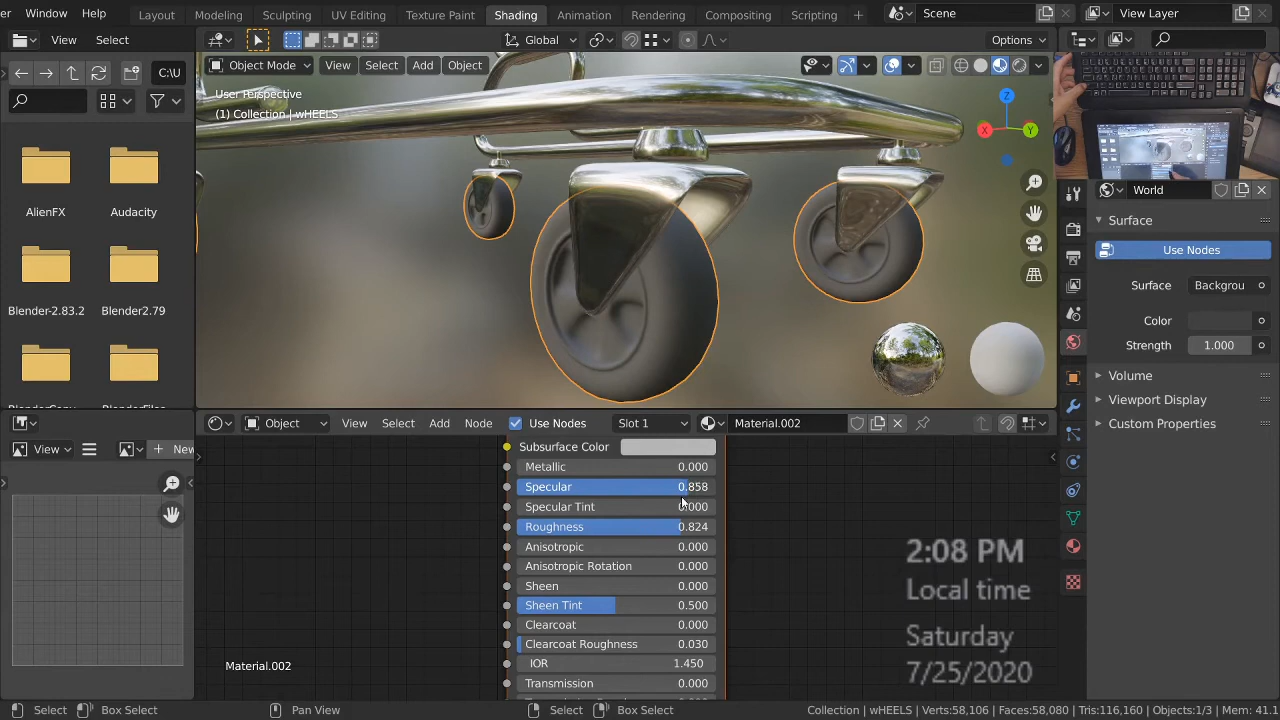 Window Help Layout Modeling Sculpting UV Editing Texture Paint Shading Animation Rendering Compositing Scripting Scene View Layer
View Select Global Options
C:\U
Object Mode View Select Add Object
User Perspective
(1) Collection | wHEELS
Z
X Y
AlienFX Audacity
Blender-2.83.2 Blender2.79
World
Surface
Use Nodes
Surface Backgrou
Color
Strength 1.000
Volume
Viewport Display
Custom Properties
View New
Object View Select Add Node Use Nodes Slot 1 Material.002
Subsurface Color
Metallic 0.000
Specular 0.858
Specular Tint 0.000
Roughness 0.824
Anisotropic 0.000
Anisotropic Rotation 0.000
Sheen 0.000
Sheen Tint 0.500
Clearcoat 0.000
Clearcoat Roughness 0.030
IOR 1.450
Transmission 0.000
Material.002
2:08 PM
Local time
Saturday
7/25/2020
Select Box Select Pan View Select Box Select Collection | wHEELS | Verts:58,106 | Faces:58,080 | Tris:116,160 | Objects:1/3 | Mem: 41.1